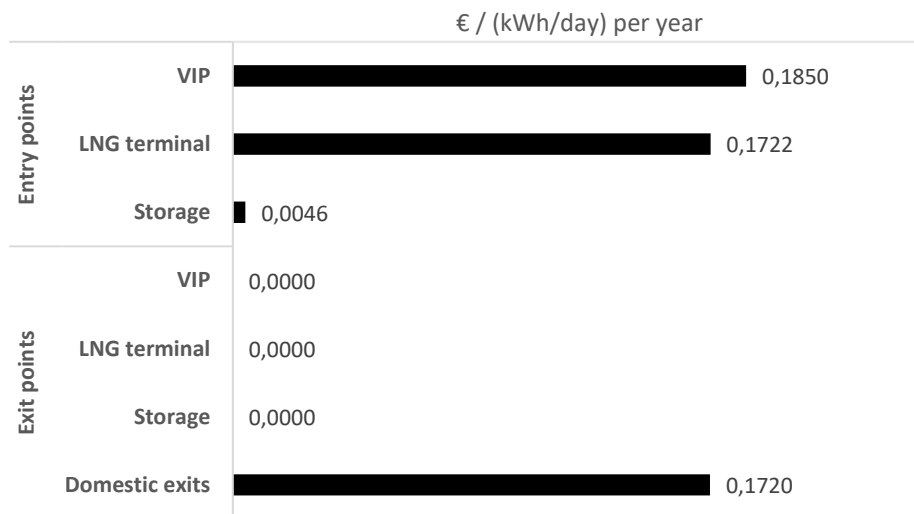 € / (kWh/day) per year
Entry points
VIP 0,1850
LNG terminal 0,1722
Storage 0,0046
Exit points
VIP 0,0000
LNG terminal 0,0000
Storage 0,0000
Domestic exits 0,1720